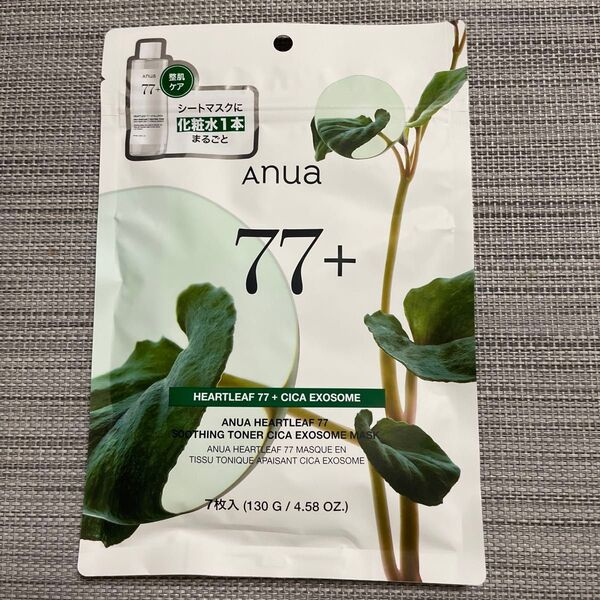 Anua
77+
整肌
ケア
シートマスクに
化粧水1本
まるごと
Anua
77+
HEARTLEAF 77 + CICA EXOSOME
ANUA HEARTLEAF 77
SOOTHING TONER CICA EXOSOME MASK
ANUA HEARTLEAF 77 MASQUE EN
TISSU TONIQUE APAISANT CICA EXOSOME
7枚入 (130 G / 4.58 OZ.)